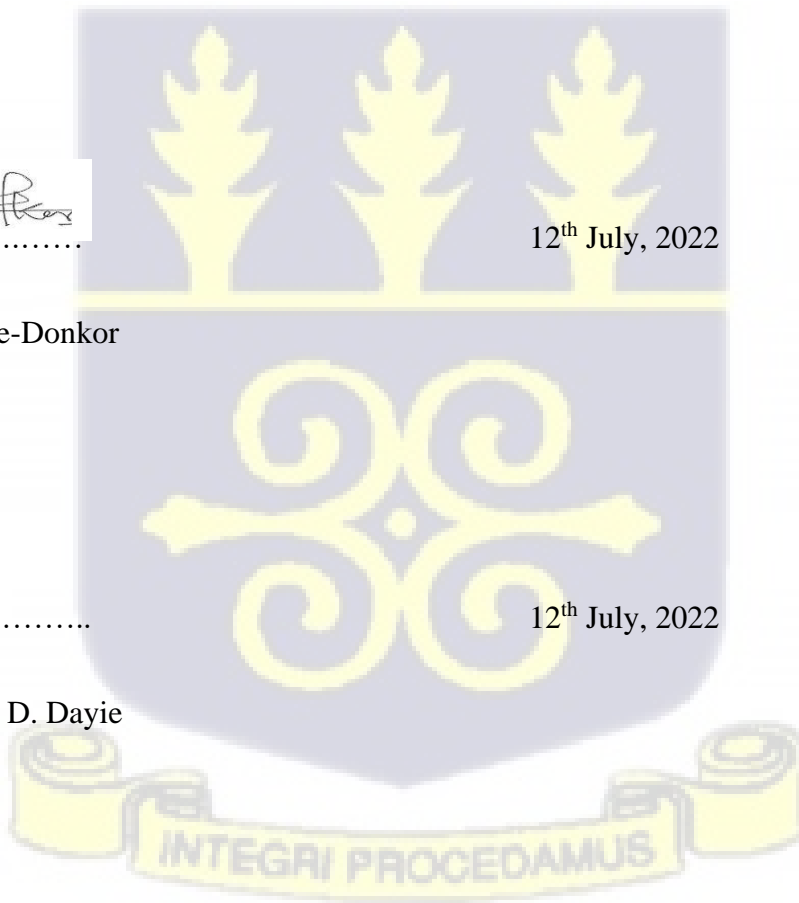 12th July, 2022
e-Donkor
12th July, 2022
D. Dayie
INTEGRI PROCEDAMUS